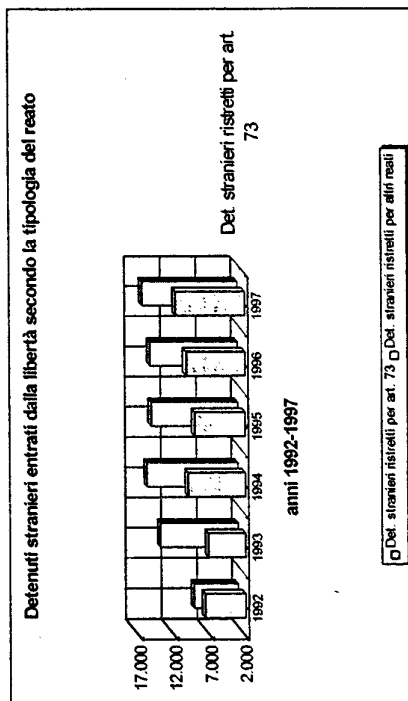 Detenuti stranieri entrati dalla libertà secondo la tipologia del reato
17.000
12.000
7.000
2.000
1992
1993
1994
1995
1996
1997
Det. stranieri ristretti per art.
73
anni 1992-1997
Det. stranieri ristretti per art. 73 Det. stranieri ristretti per altri reati